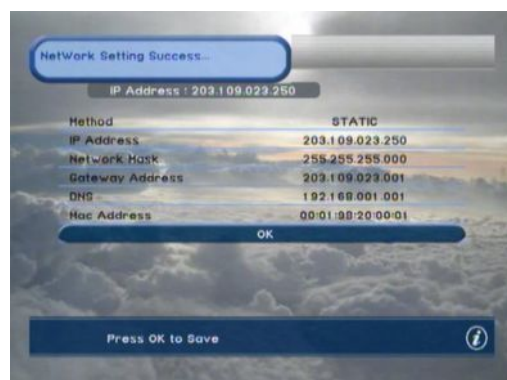 NetWork Setting Success...
IP Address : 203.109.023.250
Method STATIC
IP Address 203.109.023.250
Network Mask 255.255.255.000
Gateway Address 203.109.023.001
DNS 192.168.001.001
Mac Address 00:01:98:20:00:01
OK
Press OK to Save
i